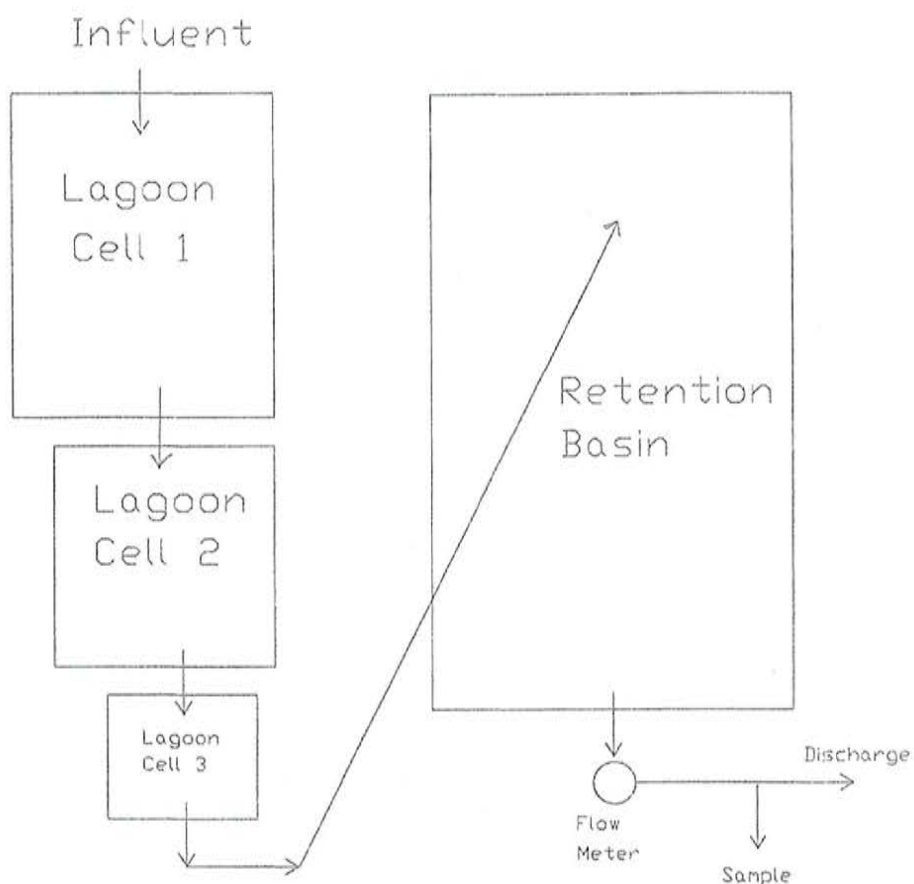 Influent
Lagoon
Cell 1
Lagoon
Cell 2
Lagoon
Cell 3
Retention
Basin
Flow
Meter
Discharge
Sample